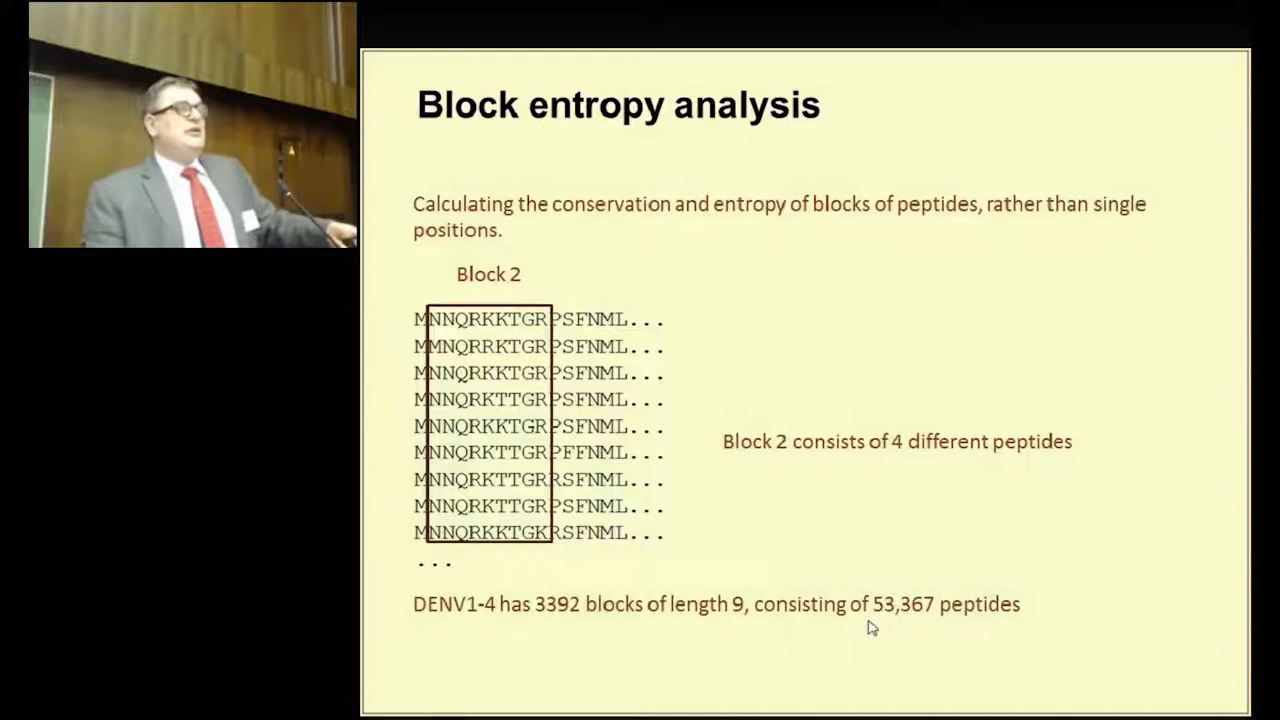 Block entropy analysis
Calculating the conservation and entropy of blocks of peptides, rather than single
positions.
Block 2
MNNQRKKTGRPSFNML...
MMNQRRKTGRPSFNML...
MNNQRKKTGRPSFNML...
MNNQRKTTGRPSFNML...
MNNQRKKTGRPSFNML...
MNNQRKTTGRPFFNML...
MNNQRKTTGRRSFNML...
MNNQRKTTGRPSFNML...
MNNQRKKTGKRSFNML...
...
Block 2 consists of 4 different peptides
DENV1-4 has 3392 blocks of length 9, consisting of 53,367 peptides